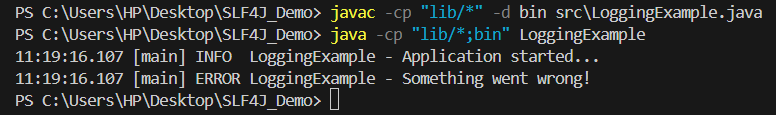 PS C:\Users\HP\Desktop\SLF4J_Demo> javac -cp "lib/*" -d bin src\LoggingExample.java
PS C:\Users\HP\Desktop\SLF4J_Demo> java -cp "lib/*;bin" LoggingExample
11:19:16.107 [main] INFO  LoggingExample - Application started...
11:19:16.107 [main] ERROR LoggingExample - Something went wrong!
PS C:\Users\HP\Desktop\SLF4J_Demo>